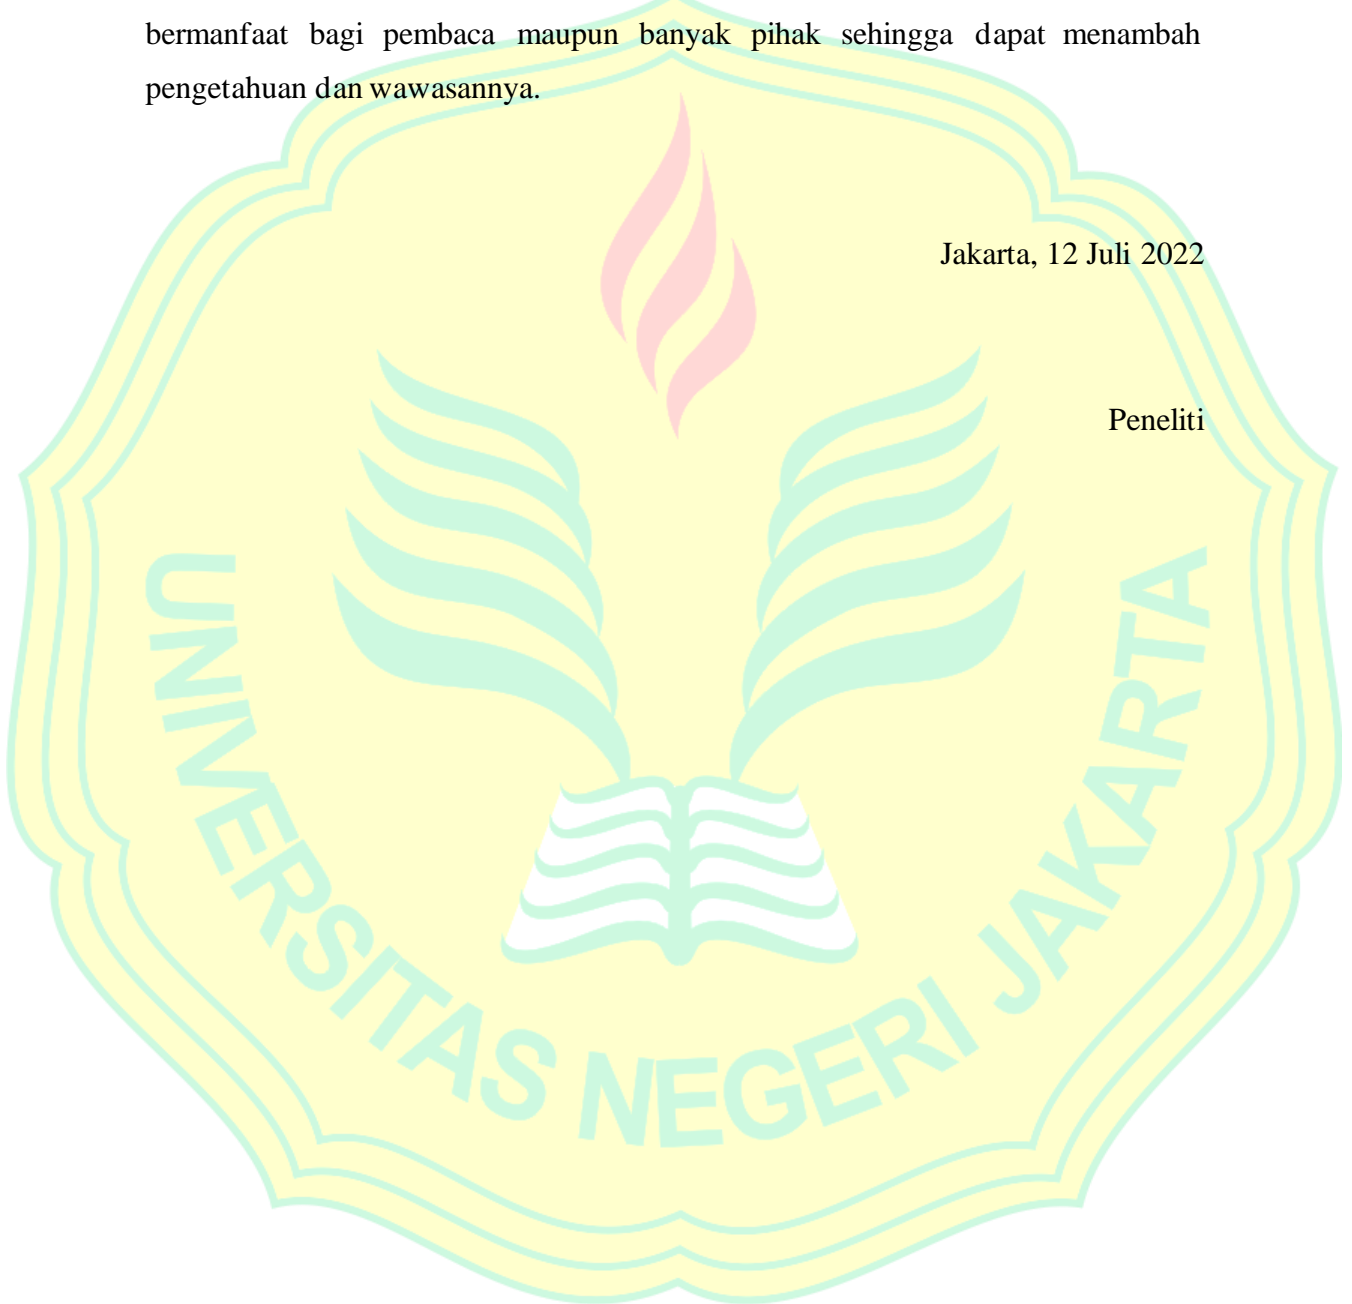 bermanfaat bagi pembaca maupun banyak pihak sehingga dapat menambah
pengetahuan dan wawasannya.
Jakarta, 12 Juli 2022
Peneliti
UNIVERSITAS NEGERI JAKARTA